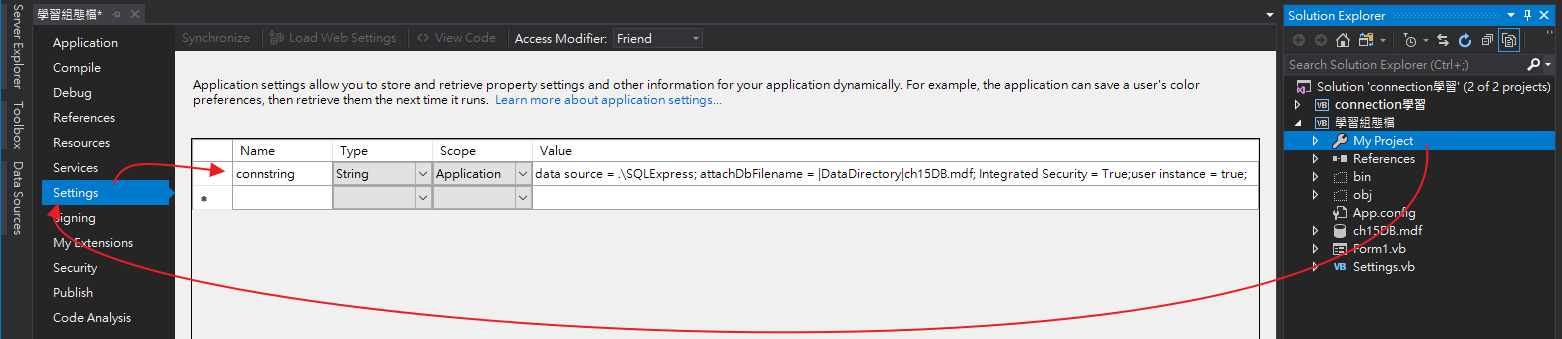 Server Explorer
Toolbox
Data Sources
學習組態檔*
Application
Compile
Debug
References
Resources
Services
Settings
Signing
My Extensions
Security
Publish
Code Analysis
Synchronize Load Web Settings <> View Code Access Modifier: Friend
Application settings allow you to store and retrieve property settings and other information for your application dynamically. For example, the application can save a user's color
preferences, then retrieve them the next time it runs. Learn more about application settings...
Name Type Scope Value
connstring String Application data source = .\SQLExpress; attachDbFilename = |DataDirectory|ch15DB.mdf; Integrated Security = True;user instance = true;
Solution Explorer
Search Solution Explorer (Ctrl+;)
Solution 'connection學習' (2 of 2 projects)
VB connection學習
VB 學習組態檔
My Project
References
bin
obj
App.config
ch15DB.mdf
Form1.vb
VB Settings.vb